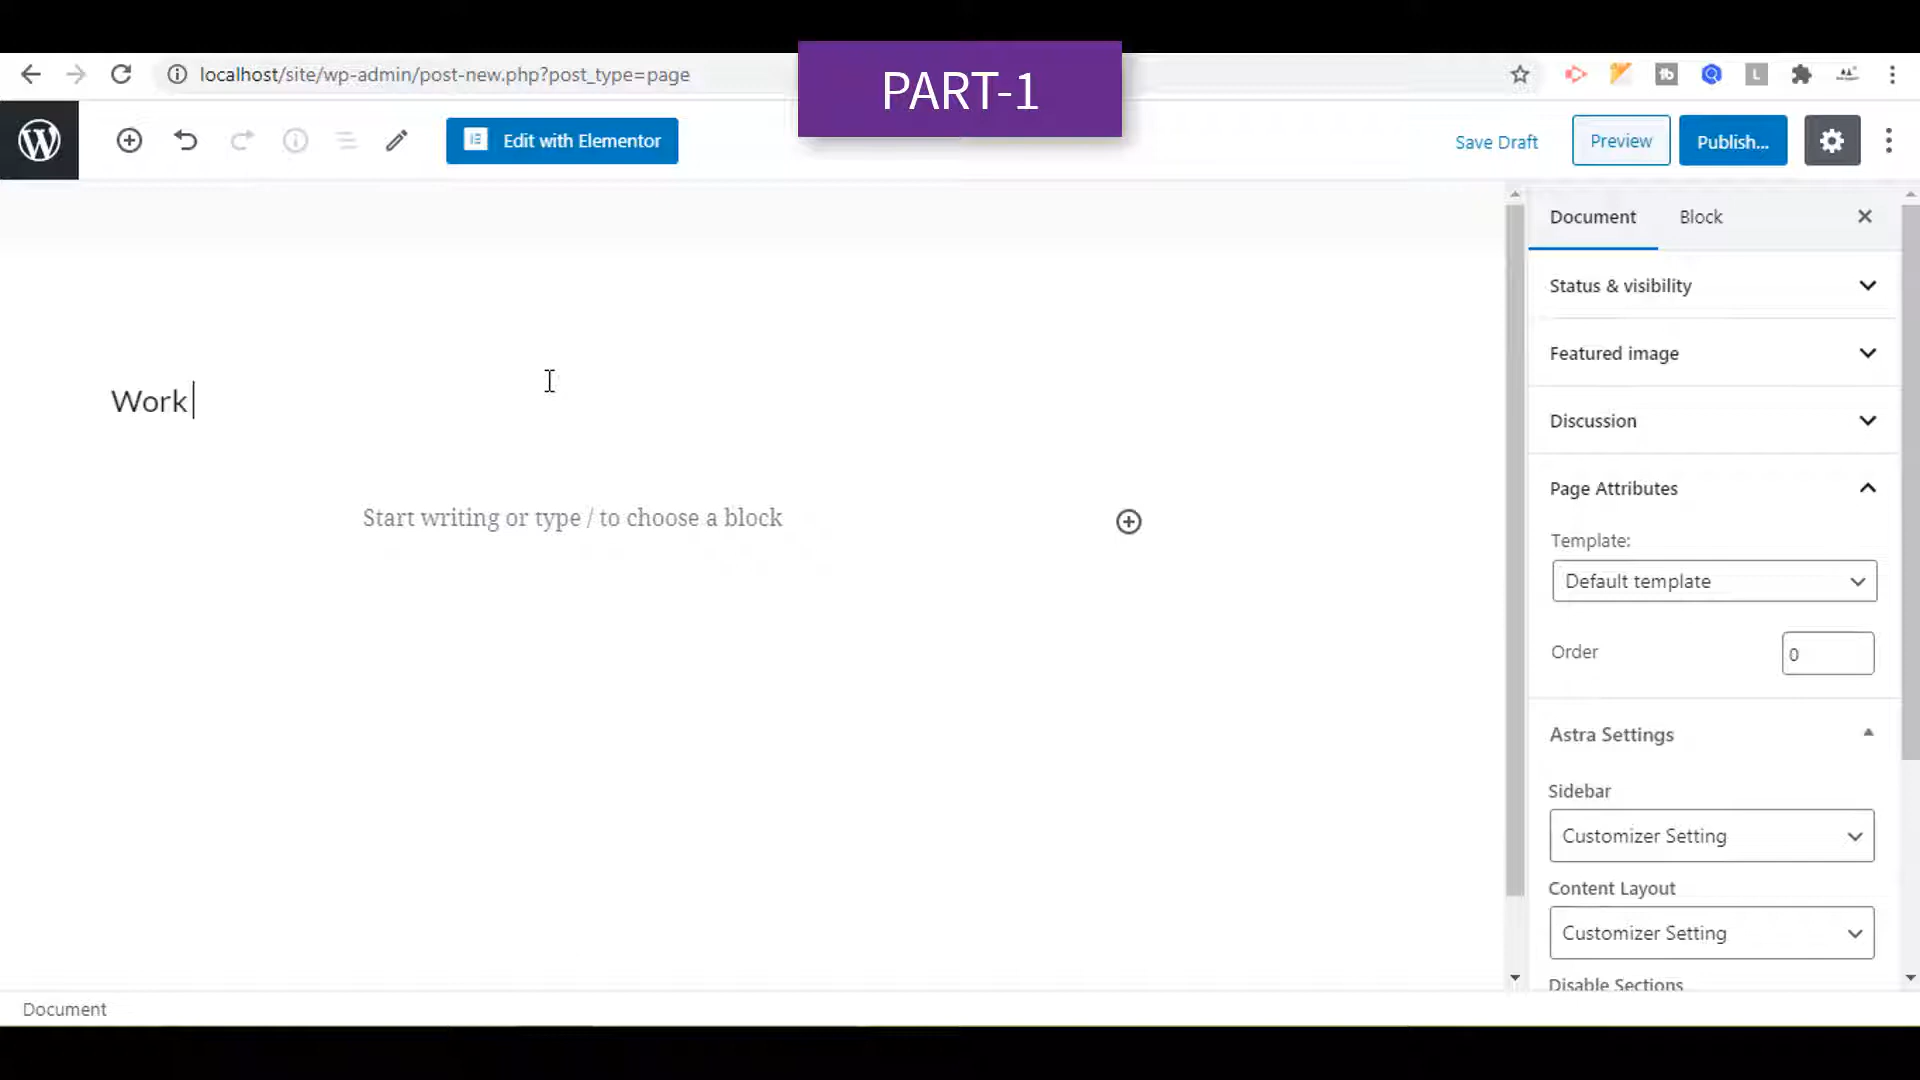 PART-1
localhost/site/wp-admin/post-new.php?post_type=page
Edit with Elementor
Save Draft
Preview
Publish...
Document
Block
Status & visibility
Featured image
Work
Discussion
Page Attributes
Start writing or type / to choose a block
Template:
Default template
Order
0
Astra Settings
Sidebar
Customizer Setting
Content Layout
Customizer Setting
Disable Sections
Document